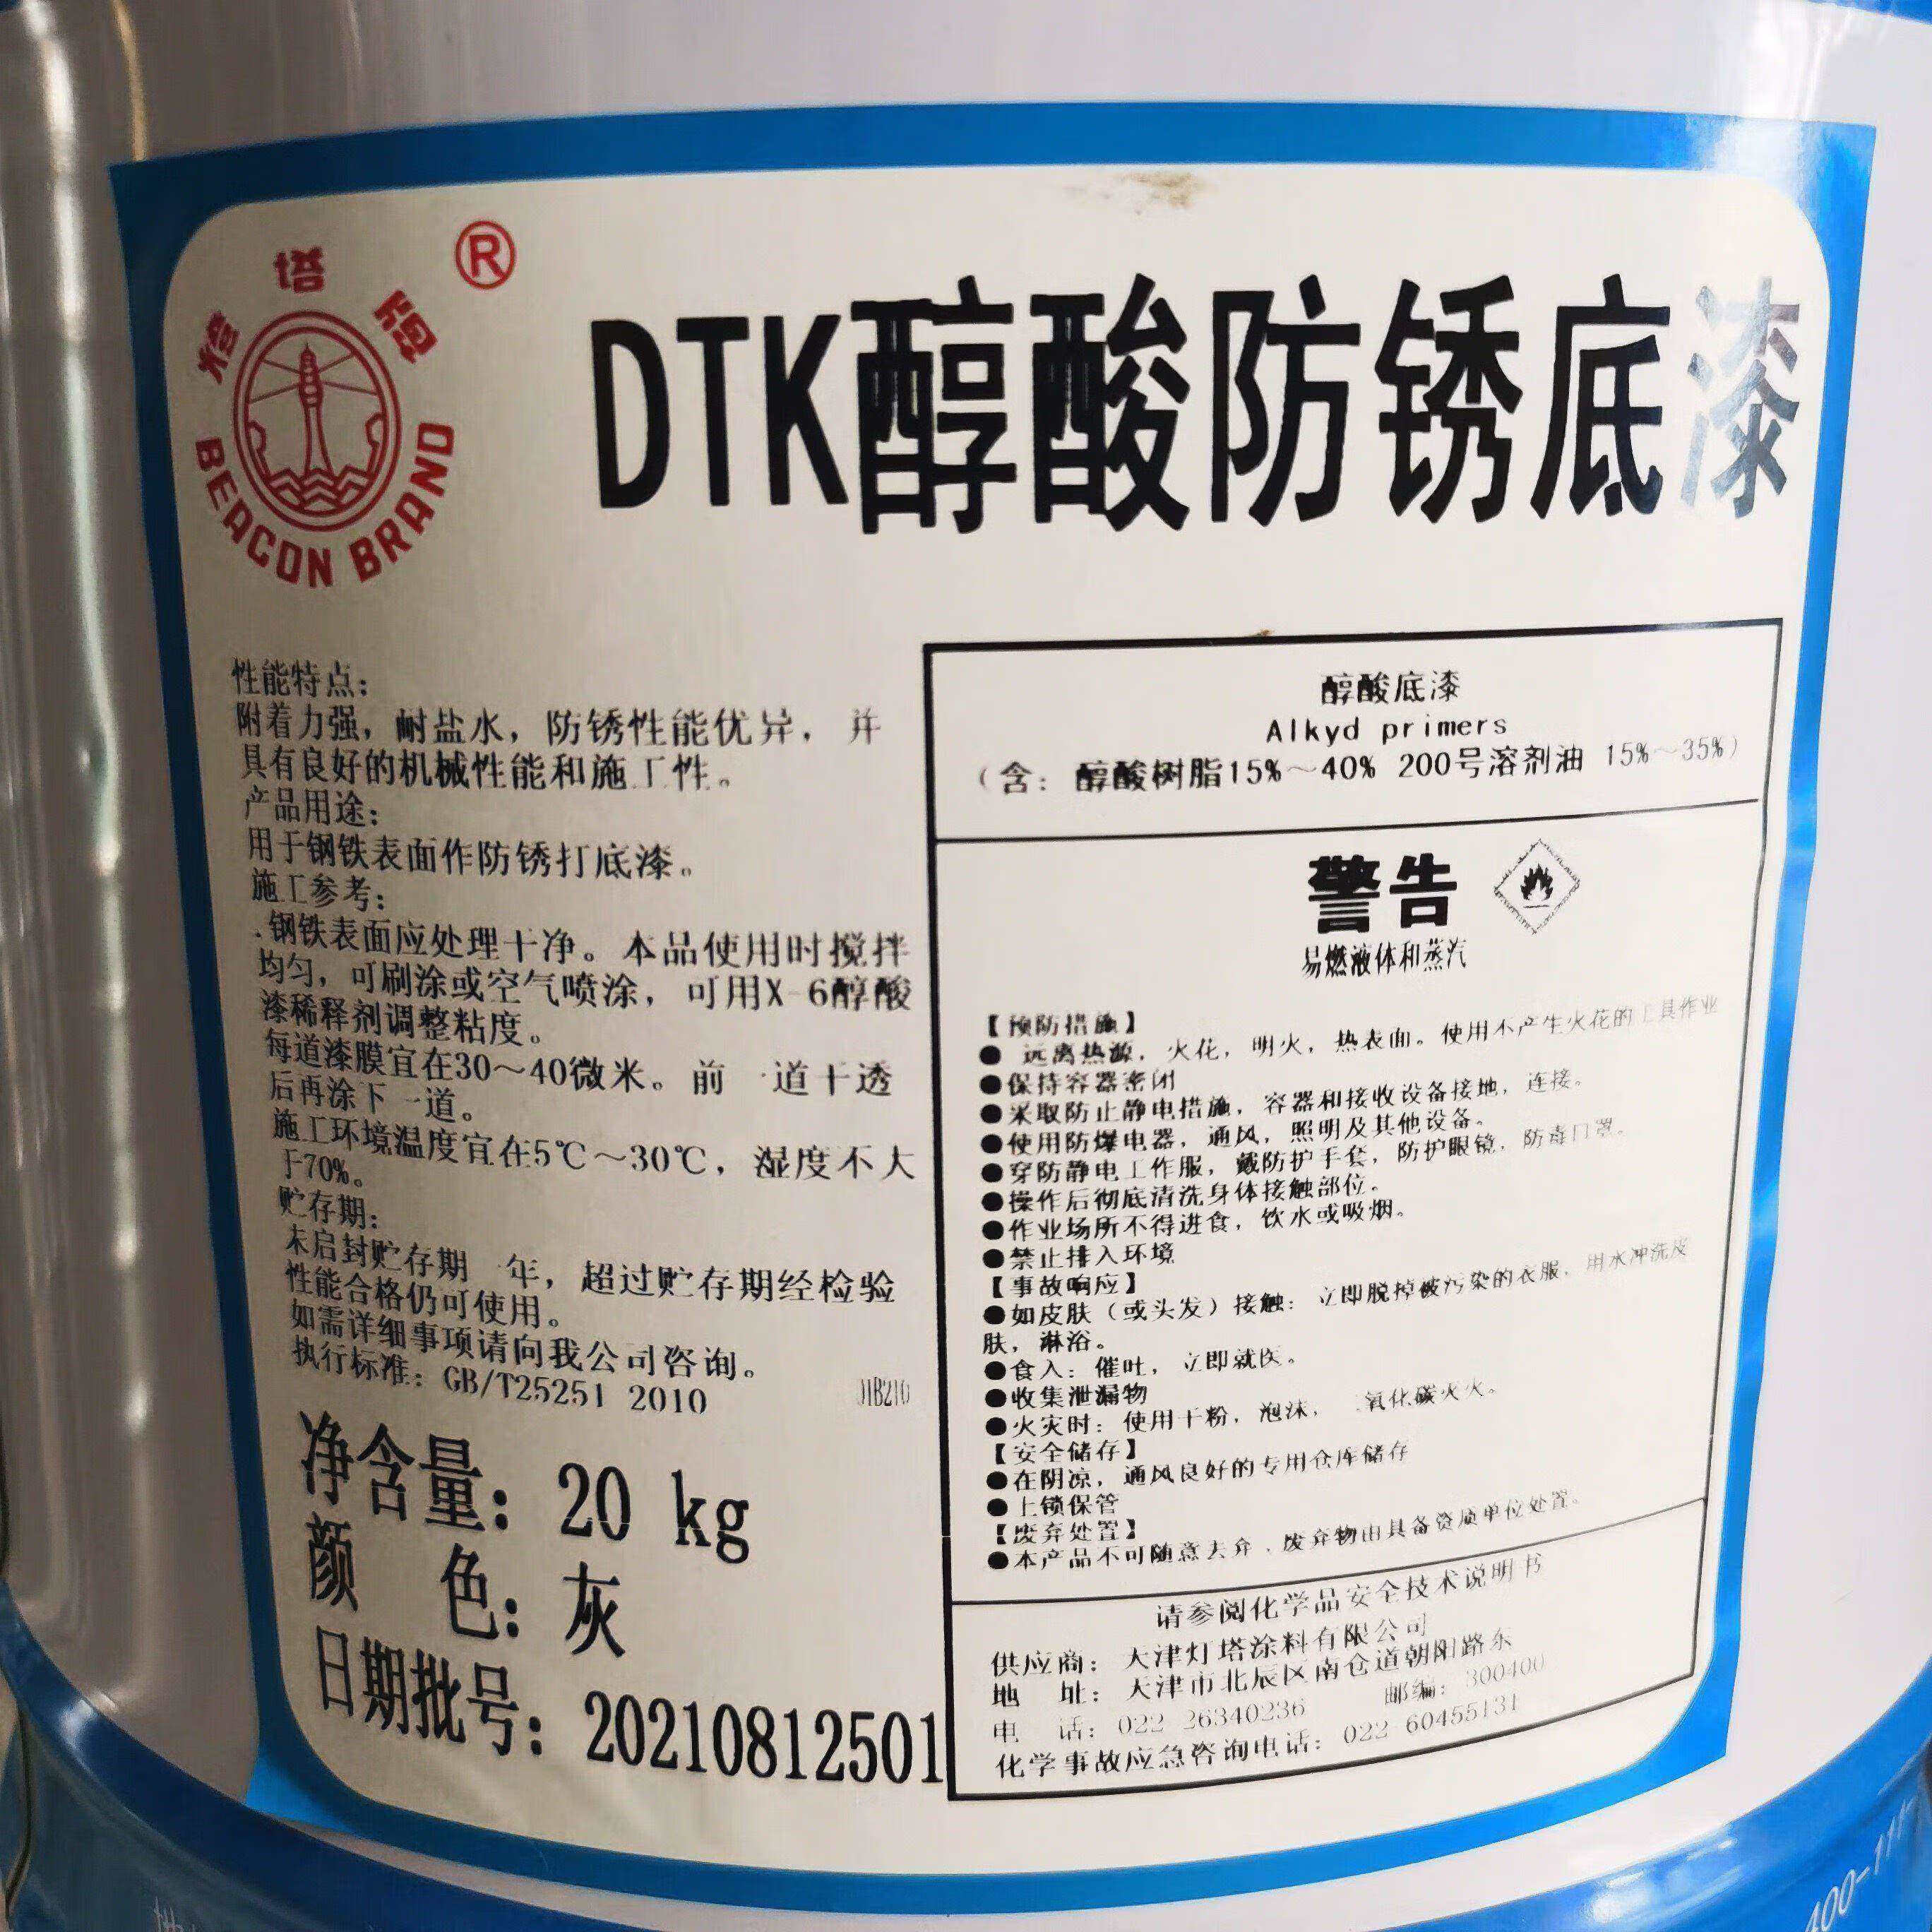 燈塔牌
®
BEACON BRAND
DTK醇酸防锈底漆
性能特点：
附着力强，耐盐水，防锈性能优异，并
具有良好的机械性能和施工性。
产品用途：
用于钢铁表面作防锈打底漆。
施工参考：
.钢铁表面应处理干净。本品使用时搅拌
均匀，可刷涂或空气喷涂，可用X-6醇酸
漆稀释剂调整粘度。
每道漆膜宜在30～40微米。前一道干透
后再涂下一道。
施工环境温度宜在5℃～30℃，湿度不大
于70%。
贮存期：
未启封贮存期一年，超过贮存期经检验
性能合格仍可使用。
如需详细事项请向我公司咨询。
执行标准：GB/T25251 2010
净含量：20 kg
颜 色：灰
日期批号：20210812501
醇酸底漆
Alkyd primers
（含：醇酸树脂15%～40% 200号溶剂油 15%～35%）
警告
易燃液体和蒸汽
【预防措施】
● 远离热源，火花，明火，热表面。使用不产生火花的工具作业
●保持容器密闭
●采取防止静电措施，容器和接收设备接地，连接。
●使用防爆电器，通风，照明及其他设备。
●穿防静电工作服，戴防护手套，防护眼镜，防毒口罩。
●操作后彻底清洗身体接触部位。
●作业场所不得进食，饮水或吸烟。
●禁止排入环境
【事故响应】
●如皮肤（或头发）接触：立即脱掉被污染的衣服，用水冲洗皮
肤，淋浴。
●食入：催吐，立即就医。
●收集泄漏物
●火灾时：使用干粉，泡沫，二氧化碳灭火。
【安全储存】
●在阴凉，通风良好的专用仓库储存
●上锁保管
【废弃处置】
●本产品不可随意丢弃，废弃物由具备资质单位处置。
请参阅化学品安全技术说明书
供应商：天津灯塔涂料有限公司
地 址：天津市北辰区南仓道朝阳路东
邮编：300400
电 话：022 26340236
化学事故应急咨询电话：022 60455131